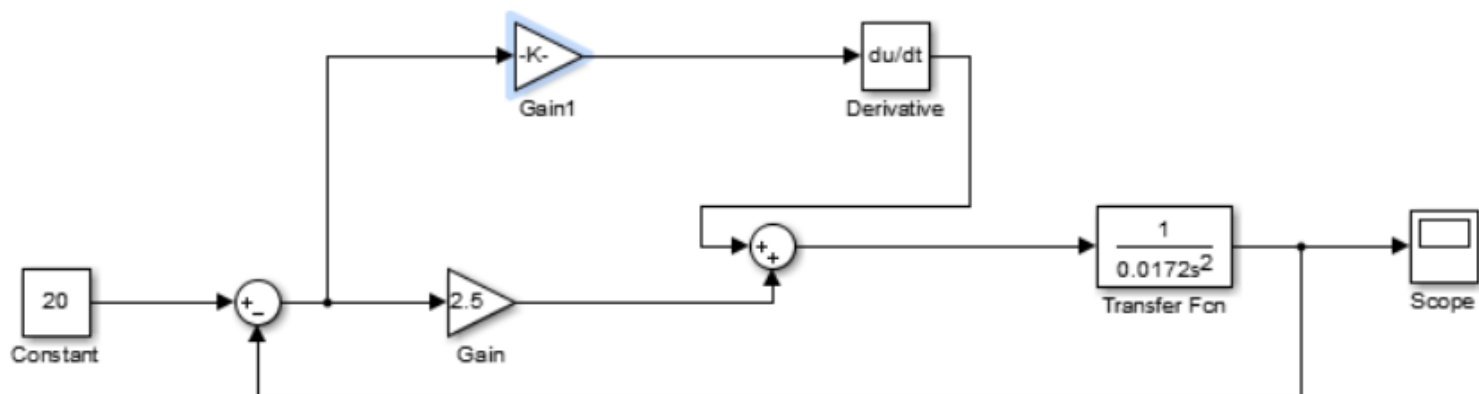 -K-
Gain1
du/dt
Derivative
20
Constant
+
−
2.5
Gain
+
+
1
0.0172s²
Transfer Fcn
Scope